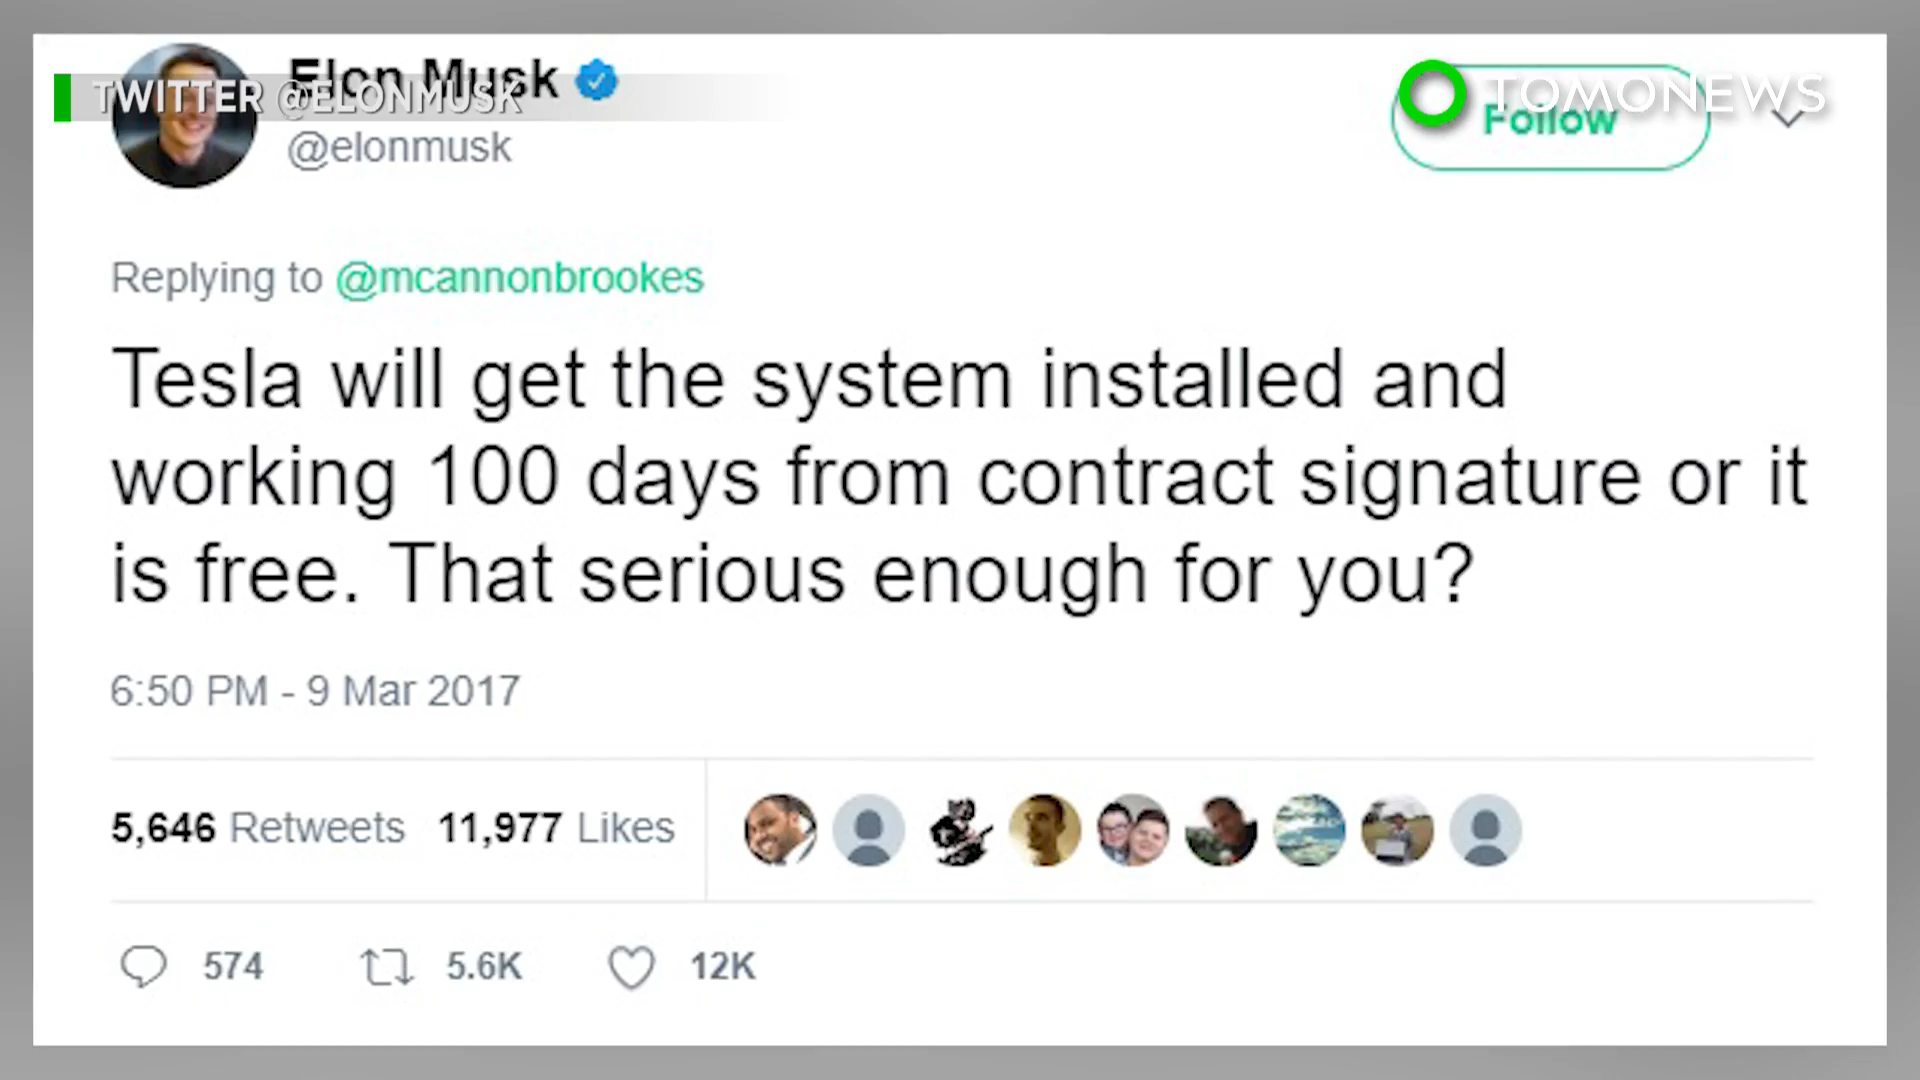 Elon Musk
TWITTER @ELONMUSK
@elonmusk
TOMONEWS
Follow
Replying to @mcannonbrookes
Tesla will get the system installed and
working 100 days from contract signature or it
is free. That serious enough for you?
6:50 PM - 9 Mar 2017
5,646 Retweets 11,977 Likes
574 5.6K 12K